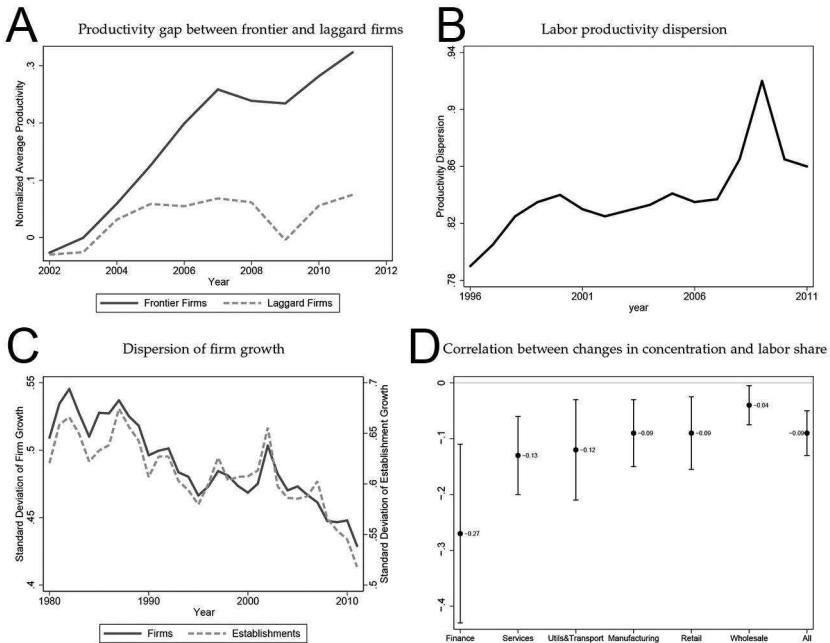 A
Productivity gap between frontier and laggard firms
Normalized Average Productivity
.3
.2
.1
0
2002
2004
2006
2008
2010
2012
Year
Frontier Firms
Laggard Firms
B
Labor productivity dispersion
Productivity Dispersion
.94
.9
.86
.82
.78
1996
2001
2006
2011
year
C
Dispersion of firm growth
Standard Deviation of Firm Growth
.55
.5
.45
.4
Standard Deviation of Establishment Growth
.7
.65
.6
.55
.5
1980
1990
2000
2010
Year
Firms
Establishments
D
Correlation between changes in concentration and labor share
0
-.1
-.2
-.3
-.4
-0.27
-0.13
-0.12
-0.09
-0.09
-0.04
-0.09
Finance
Services
Utils&Transport
Manufacturing
Retail
Wholesale
All